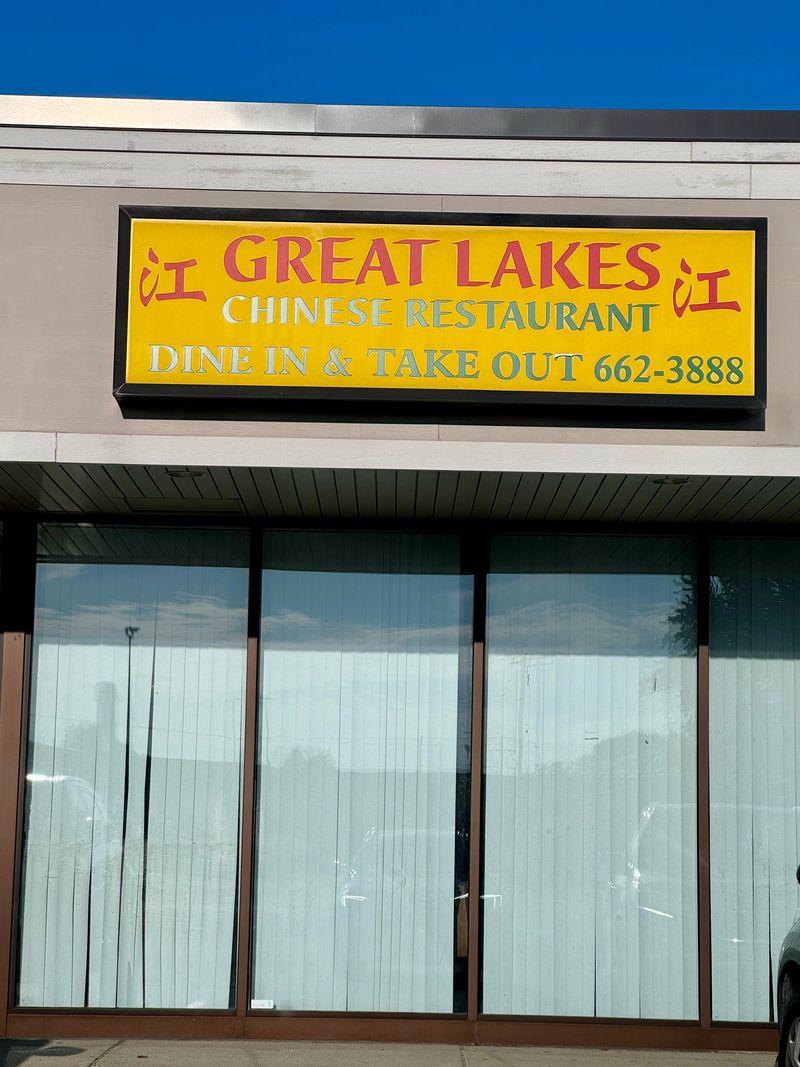 江 GREAT LAKES 江
CHINESE RESTAURANT
DINE IN & TAKE OUT 662-3888